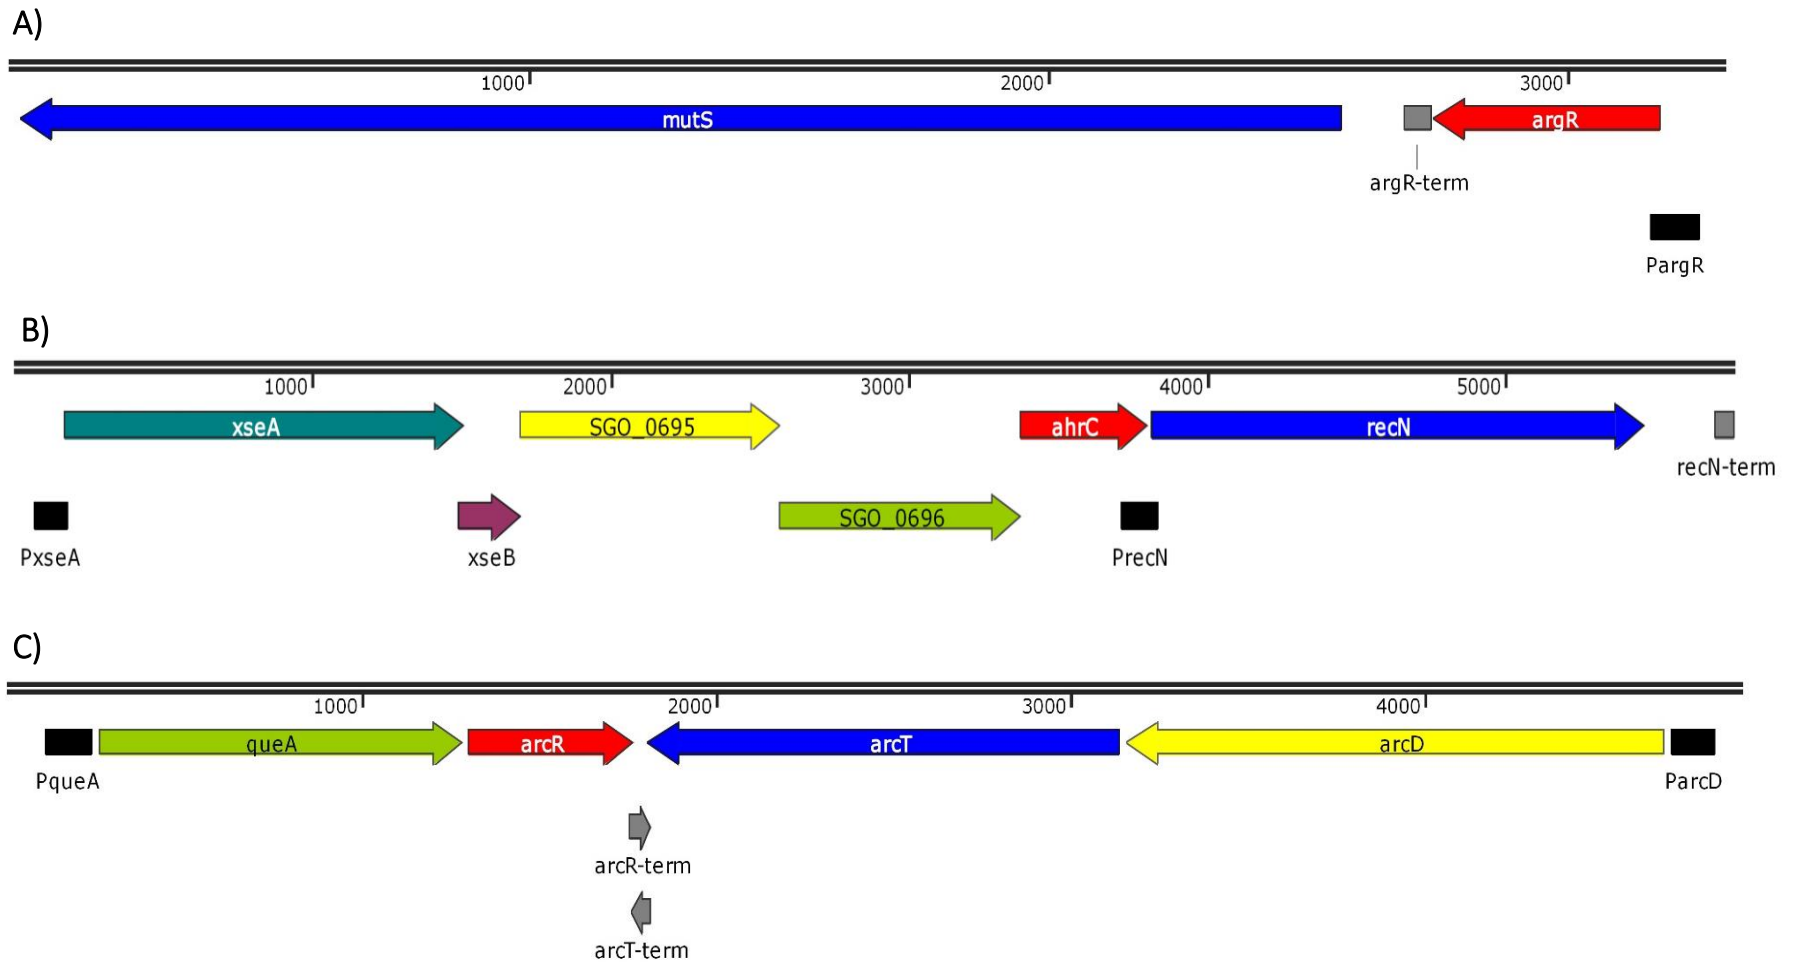 A)
1000 2000 3000
mutS argR
argR-term
PargR
B)
1000 2000 3000 4000 5000
xseA SGO_0695 ahrC recN
recN-term
SGO_0696
PxseA xseB PrecN
C)
1000 2000 3000 4000
queA arcR arcT arcD
PqueA ParcD
arcR-term
arcT-term